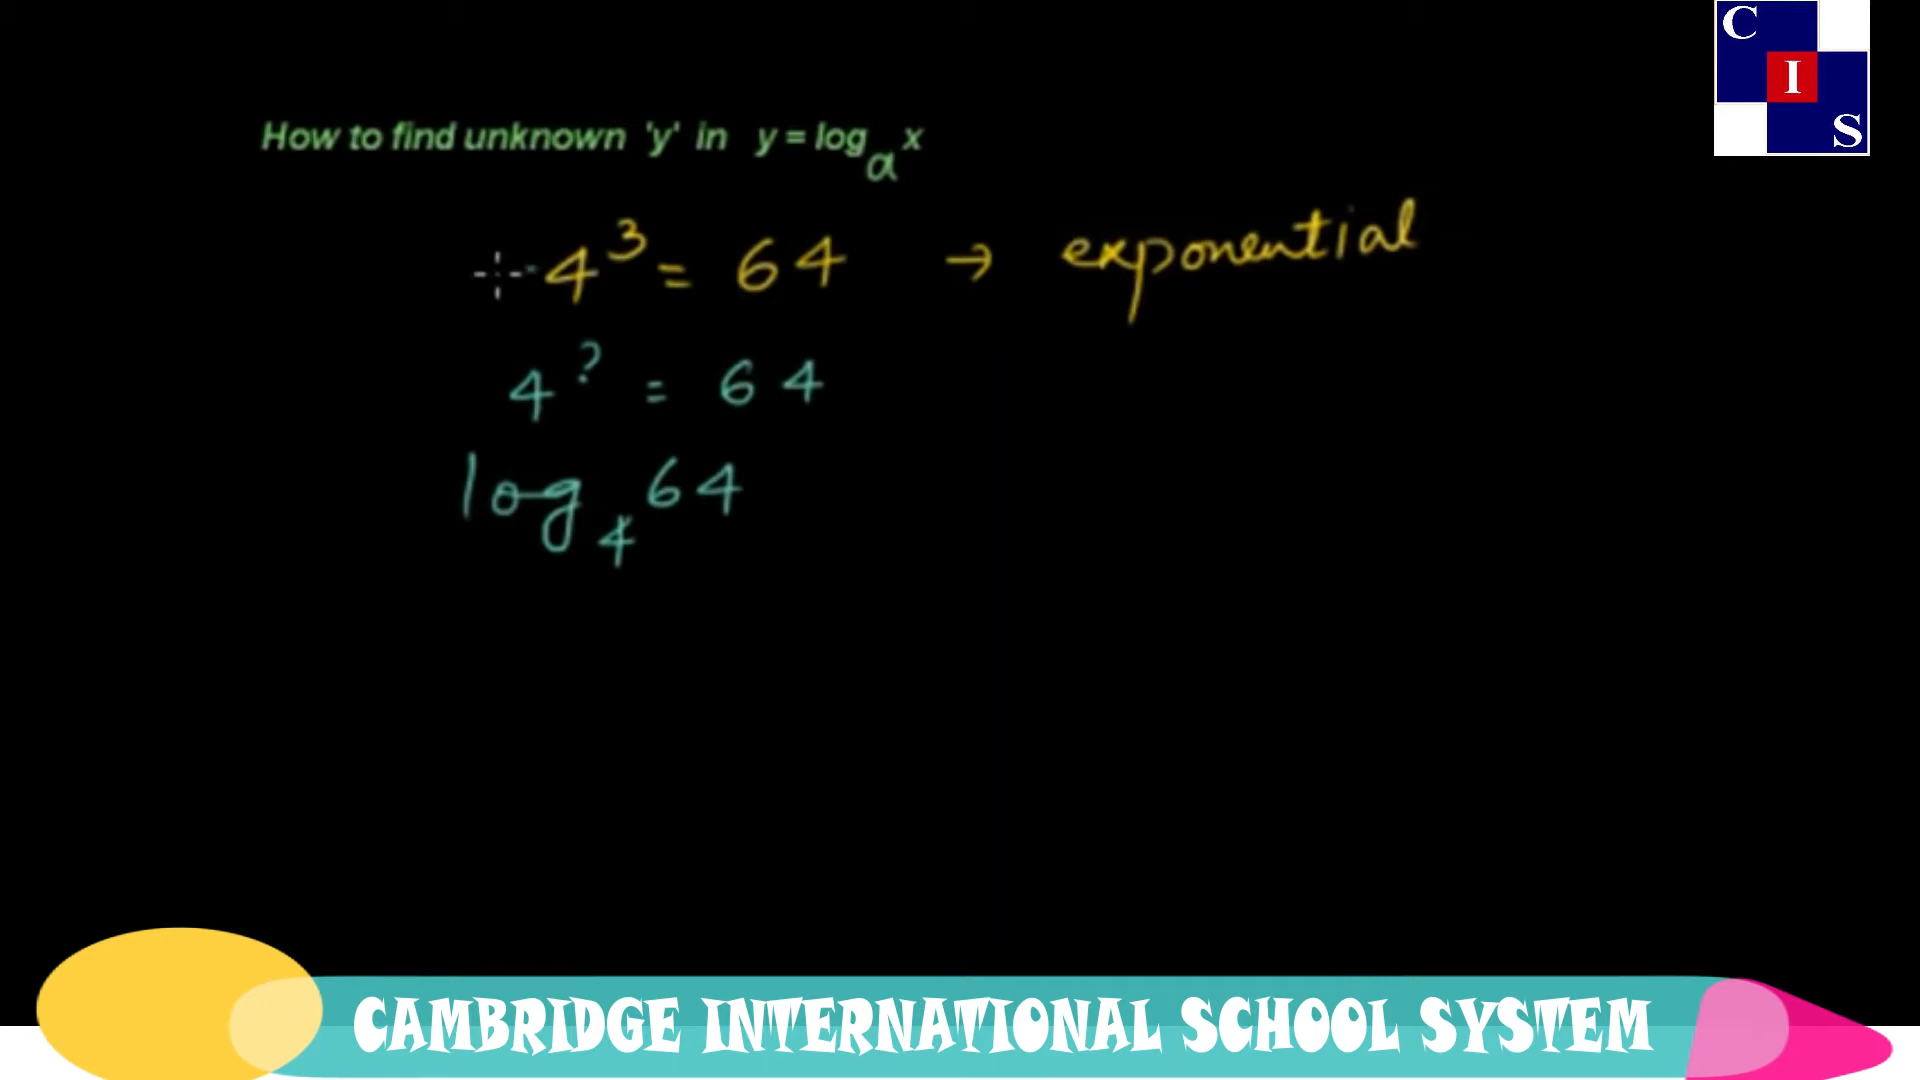 C
I
S
How to find unknown 'y' in y = logₐ x
4³ = 64 → exponential
4^? = 64
log₄ 64
CAMBRIDGE INTERNATIONAL SCHOOL SYSTEM